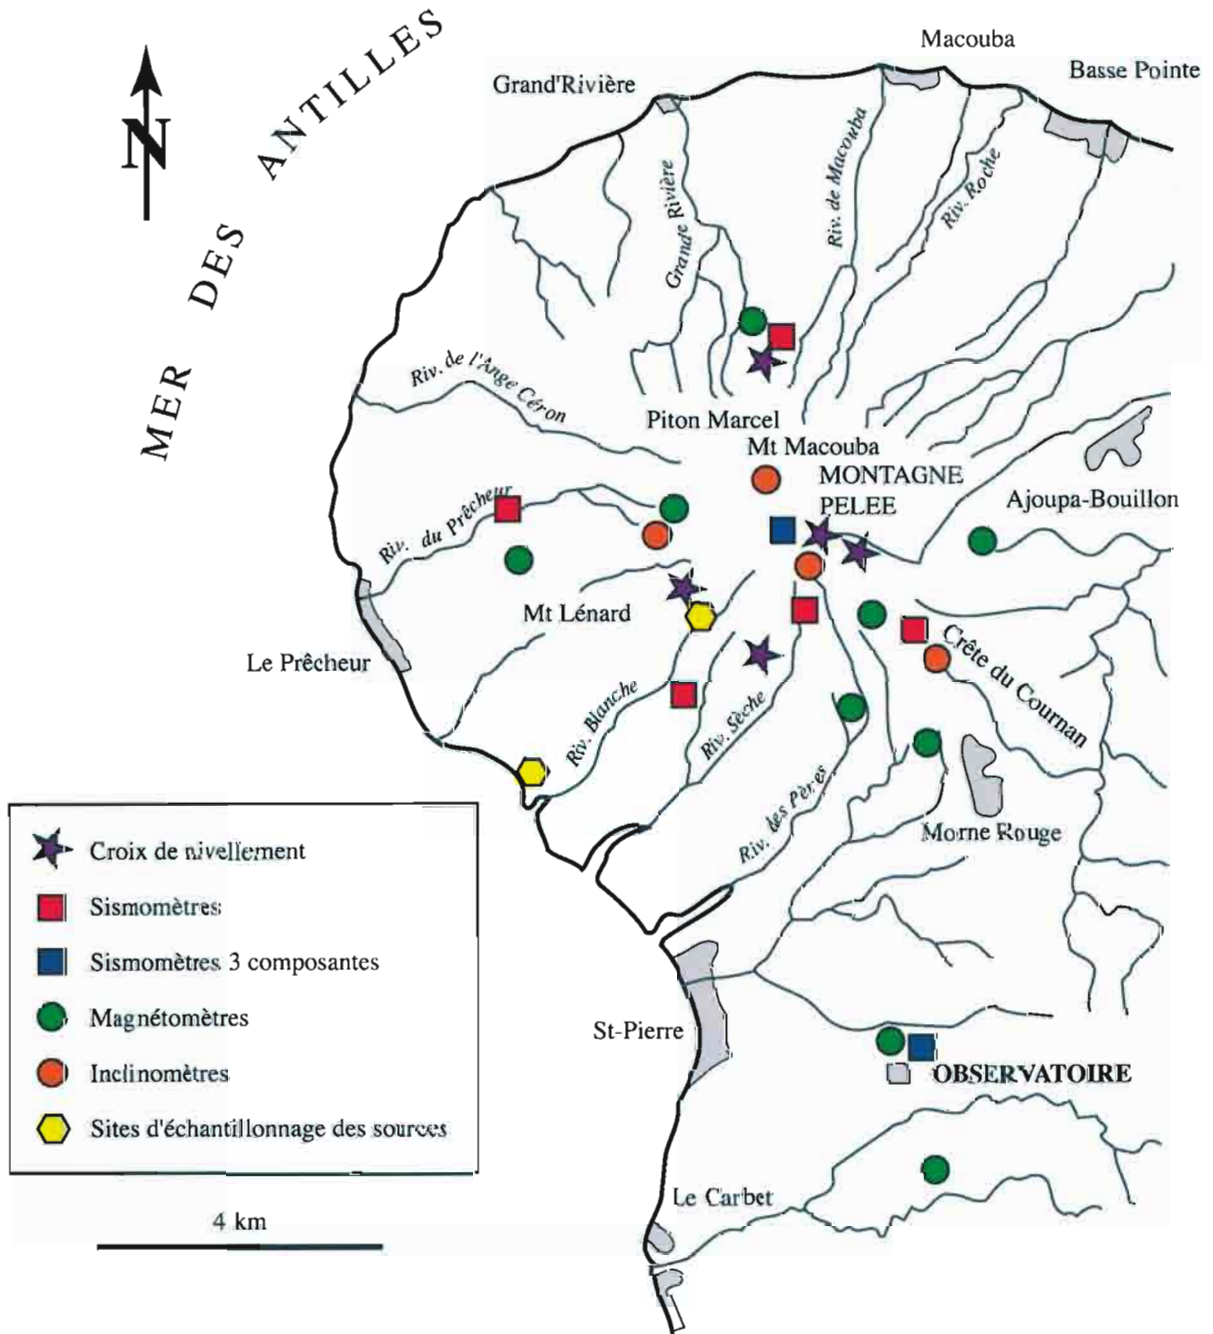 Macouba
Basse Pointe
Grand'Rivière
MER DES ANTILLES
N
Grande Rivière
Riv. de Macouba
Riv. Roche
Riv. de l'Ange Céron
Piton Marcel
Mt Macouba
MONTAGNE
PELEE
Ajoupa-Bouillon
Riv. du Prêcheur
Mt Lénard
Le Prêcheur
Crête du Cournan
Riv. Blanche
Riv. Sèche
Riv. des Pères
Morne Rouge
Croix de nivellement
Sismomètres
Sismomètres 3 composantes
Magnétomètres
Inclinomètres
Sites d'échantillonnage des sources
St-Pierre
OBSERVATOIRE
Le Carbet
4 km